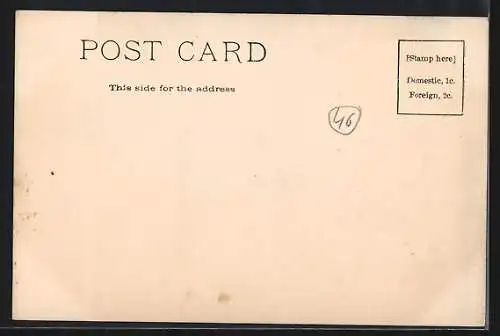 POST CARD
This side for the address
[Stamp here]
Domestic, 1c.
Foreign, 2c.
46